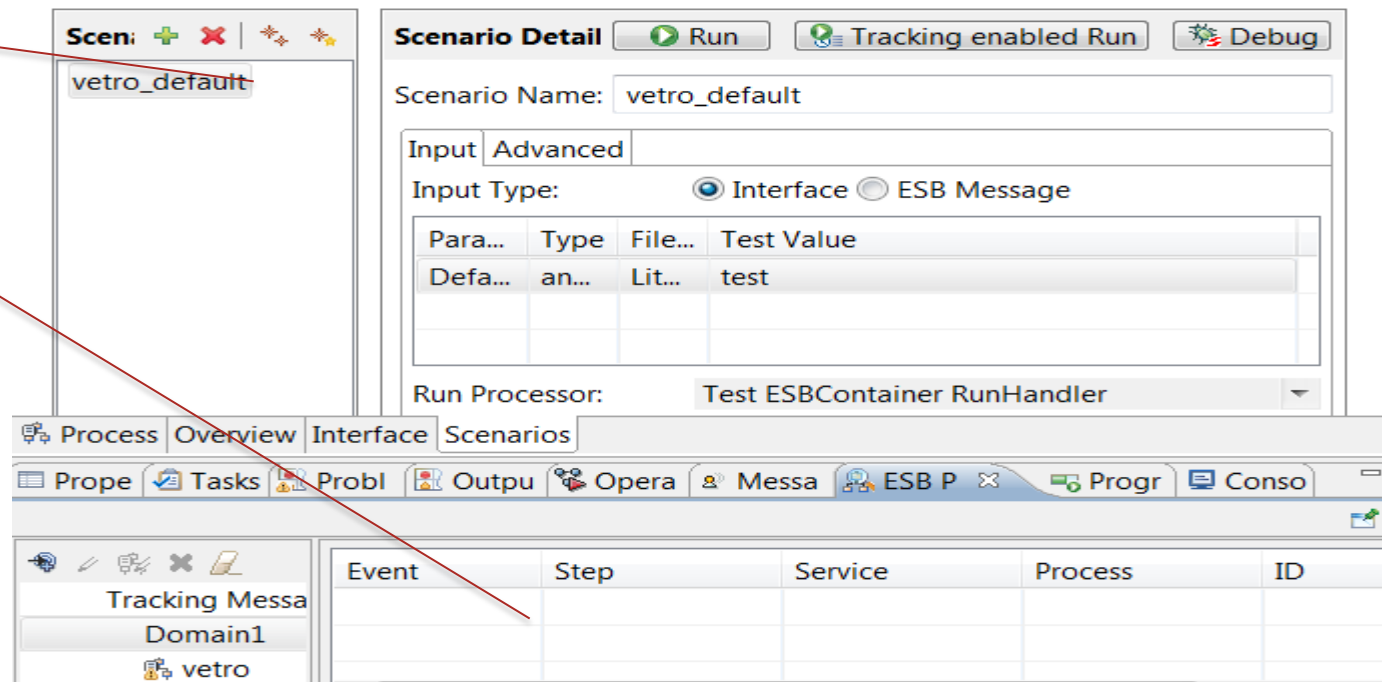 Scen:
vetro_default
Scenario Detail Run Tracking enabled Run Debug
Scenario Name: vetro_default
Input Advanced
Input Type: Interface ESB Message
Para... Type File... Test Value
Defa... an... Lit... test
Run Processor: Test ESBContainer RunHandler
Process Overview Interface Scenarios
Prope Tasks Probl Outpu Opera Messa ESB P Progr Conso
Tracking Messa
Domain1
vetro
Event Step Service Process ID